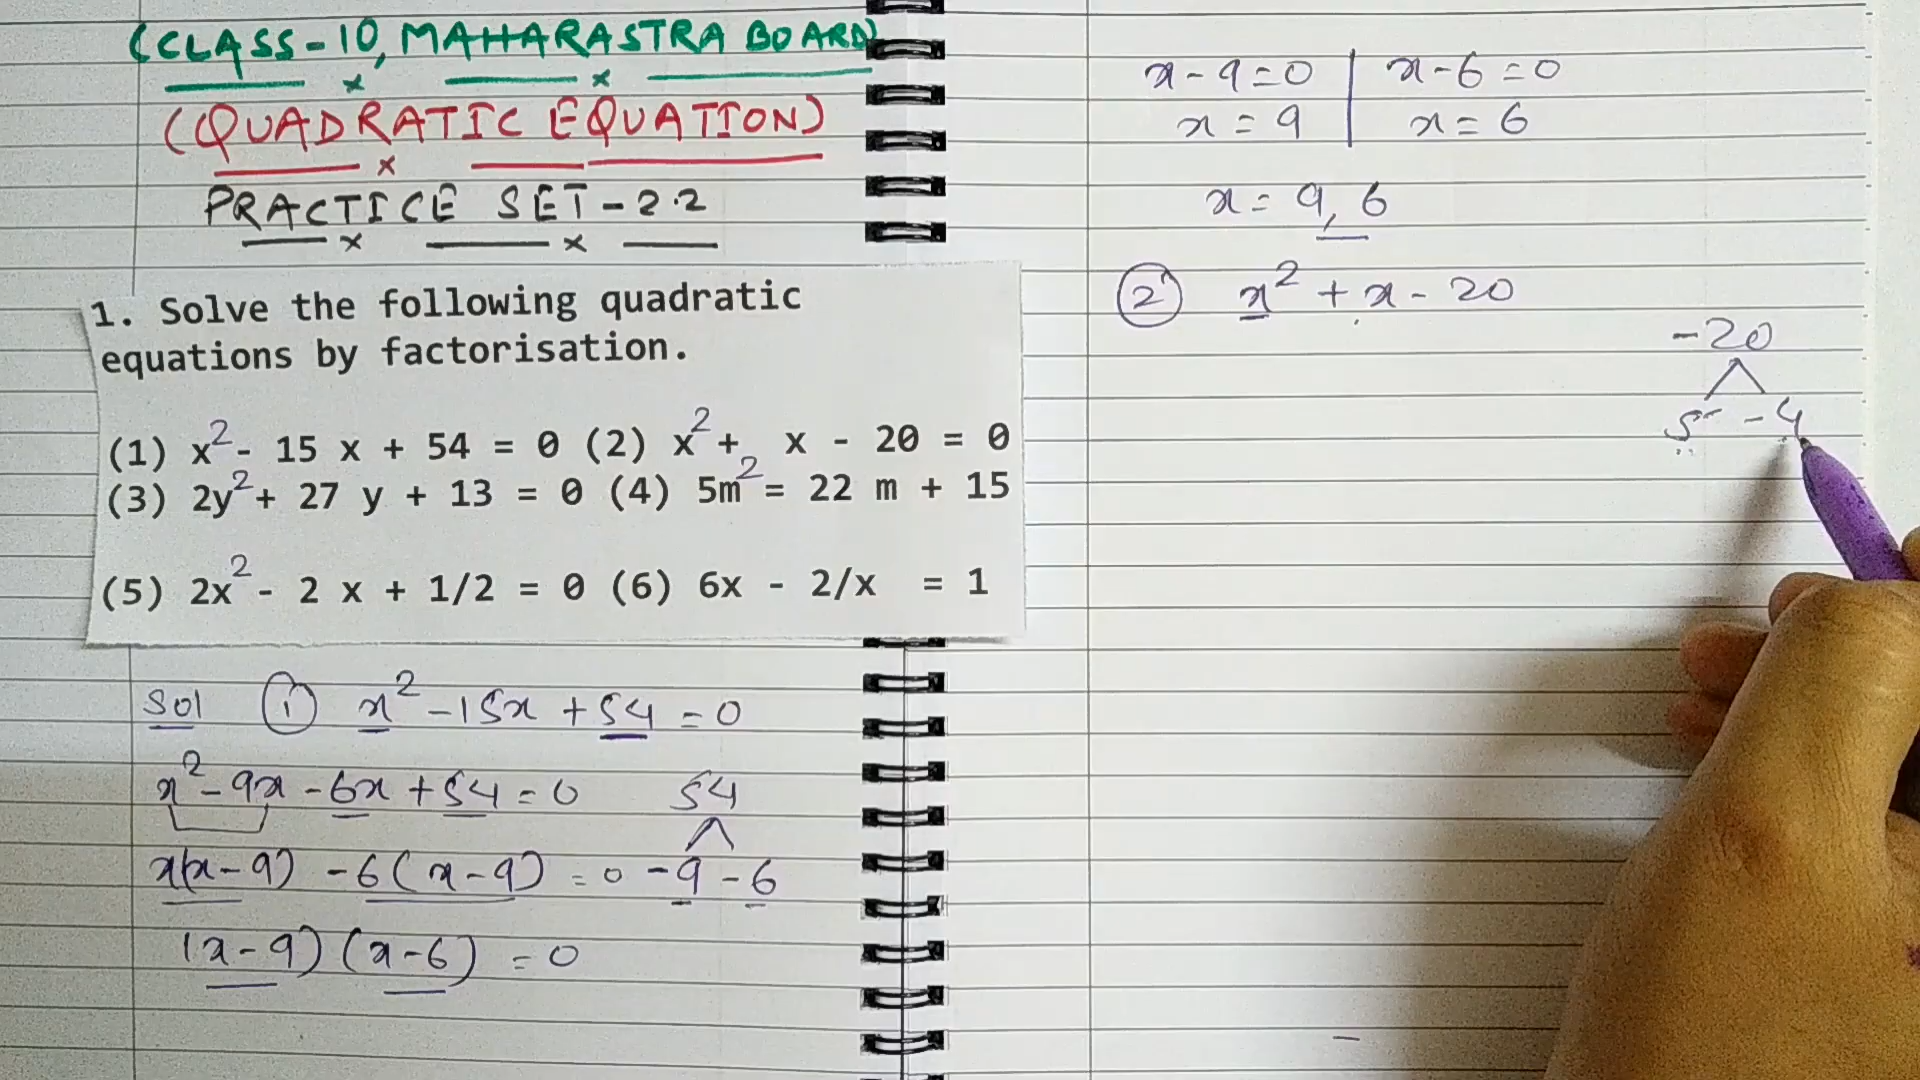 (CLASS-10, MAHARASTRA BOARD)
(QUADRATIC EQUATION)
PRACTICE SET-2.2
1. Solve the following quadratic
equations by factorisation.
(1) x² - 15 x + 54 = 0 (2) x² + x - 20 = 0
(3) 2y² + 27 y + 13 = 0 (4) 5m² = 22 m + 15
(5) 2x² - 2 x + 1/2 = 0 (6) 6x - 2/x = 1
Sol ① x² - 15x + 54 = 0
x² - 9x - 6x + 54 = 0 54
x(x-9) - 6(x-9) = 0 -9 -6
(x-9)(x-6) = 0
x-9=0 | x-6=0
x=9 | x=6
x = 9, 6
② x² + x - 20
-20
5 -4